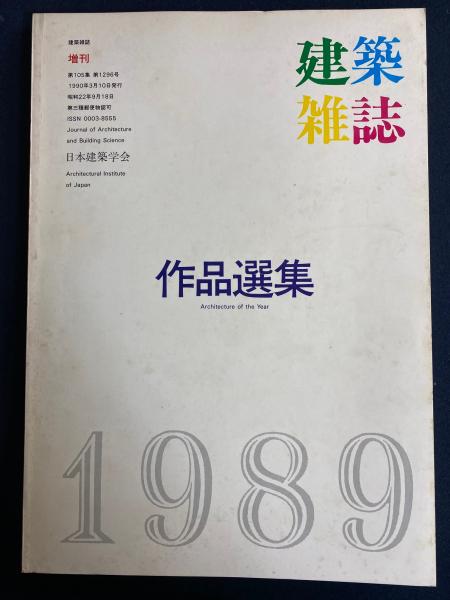 建築雑誌
増刊
第105集 第1296号
1990年3月10日発行
昭和22年9月18日
第三種郵便物認可
ISSN 0003-8555
Journal of Architecture
and Building Science
日本建築学会
Architectural Institute
of Japan
建築
雑誌
作品選集
Architecture of the Year
1989